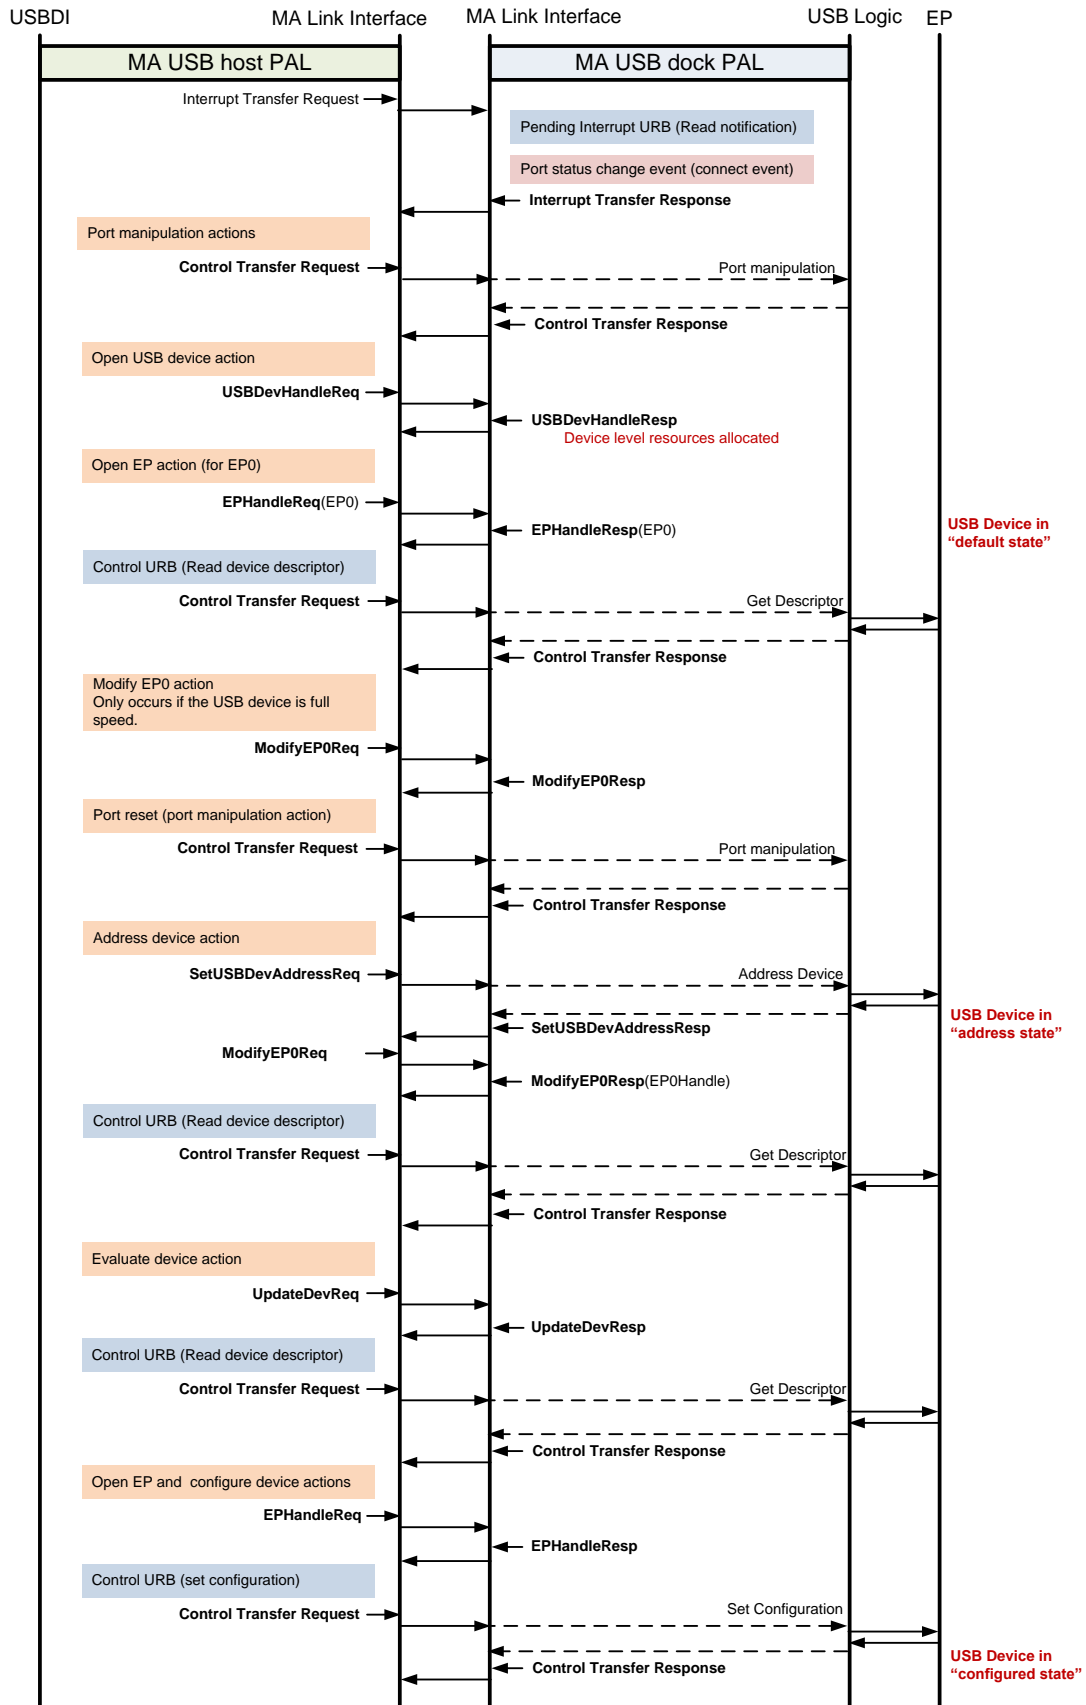 USBDI
MA Link Interface
MA Link Interface
USB Logic
EP
MA USB host PAL
MA USB dock PAL
Interrupt Transfer Request
Pending Interrupt URB (Read notification)
Port status change event (connect event)
Interrupt Transfer Response
Port manipulation actions
Control Transfer Request
Port manipulation
Control Transfer Response
Open USB device action
USBDevHandleReq
USBDevHandleResp
Device level resources allocated
Open EP action (for EP0)
EPHandleReq(EP0)
EPHandleResp(EP0)
USB Device in
“default state”
Control URB (Read device descriptor)
Control Transfer Request
Get Descriptor
Control Transfer Response
Modify EP0 action
Only occurs if the USB device is full
speed.
ModifyEP0Req
ModifyEP0Resp
Port reset (port manipulation action)
Control Transfer Request
Port manipulation
Control Transfer Response
Address device action
SetUSBDevAddressReq
Address Device
SetUSBDevAddressResp
USB Device in
“address state”
ModifyEP0Req
ModifyEP0Resp(EP0Handle)
Control URB (Read device descriptor)
Control Transfer Request
Get Descriptor
Control Transfer Response
Evaluate device action
UpdateDevReq
UpdateDevResp
Control URB (Read device descriptor)
Control Transfer Request
Get Descriptor
Control Transfer Response
Open EP and  configure device actions
EPHandleReq
EPHandleResp
Control URB (set configuration)
Control Transfer Request
Set Configuration
Control Transfer Response
USB Device in
“configured state”